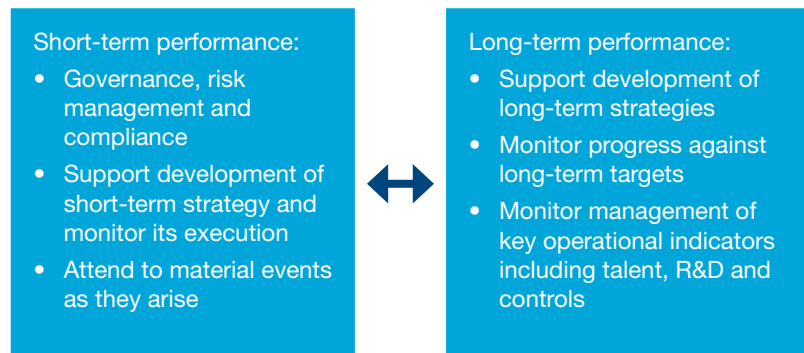 Short-term performance:
• Governance, risk
management and
compliance
• Support development of
short-term strategy and
monitor its execution
• Attend to material events
as they arise
Long-term performance:
• Support development of
long-term strategies
• Monitor progress against
long-term targets
• Monitor management of
key operational indicators
including talent, R&D and
controls